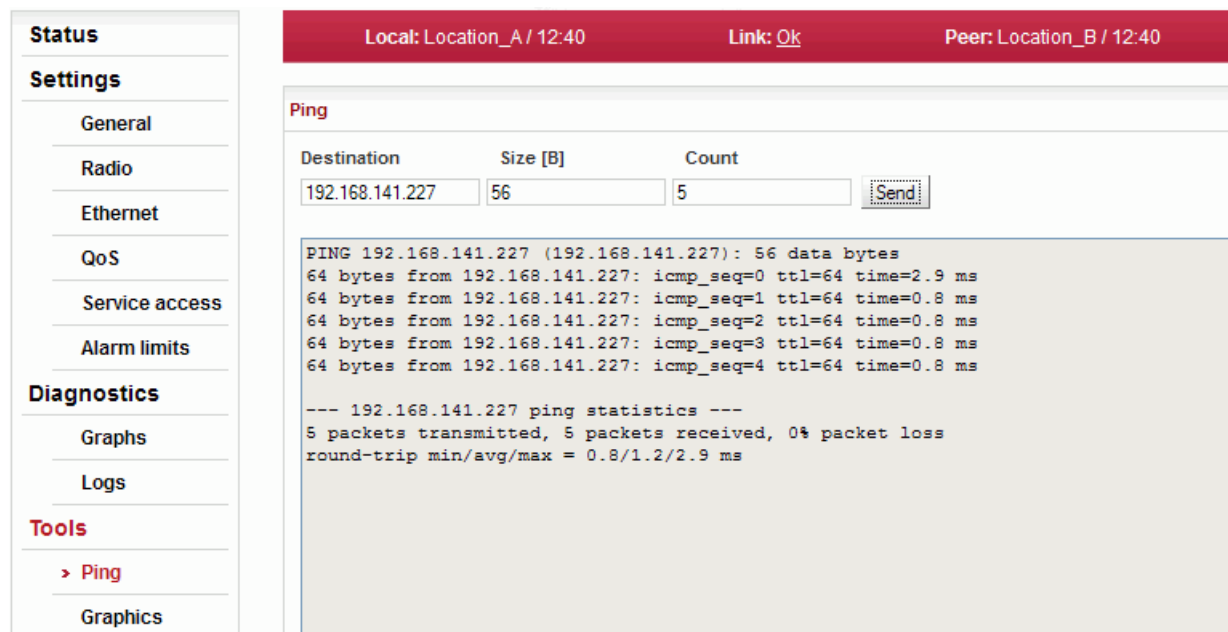 Status
Settings
General
Radio
Ethernet
QoS
Service access
Alarm limits
Diagnostics
Graphs
Logs
Tools
> Ping
Graphics
Local: Location_A / 12:40 Link: Ok Peer: Location_B / 12:40
Ping
Destination Size [B] Count
192.168.141.227 56 5 Send
PING 192.168.141.227 (192.168.141.227): 56 data bytes
64 bytes from 192.168.141.227: icmp_seq=0 ttl=64 time=2.9 ms
64 bytes from 192.168.141.227: icmp_seq=1 ttl=64 time=0.8 ms
64 bytes from 192.168.141.227: icmp_seq=2 ttl=64 time=0.8 ms
64 bytes from 192.168.141.227: icmp_seq=3 ttl=64 time=0.8 ms
64 bytes from 192.168.141.227: icmp_seq=4 ttl=64 time=0.8 ms
--- 192.168.141.227 ping statistics ---
5 packets transmitted, 5 packets received, 0% packet loss
round-trip min/avg/max = 0.8/1.2/2.9 ms